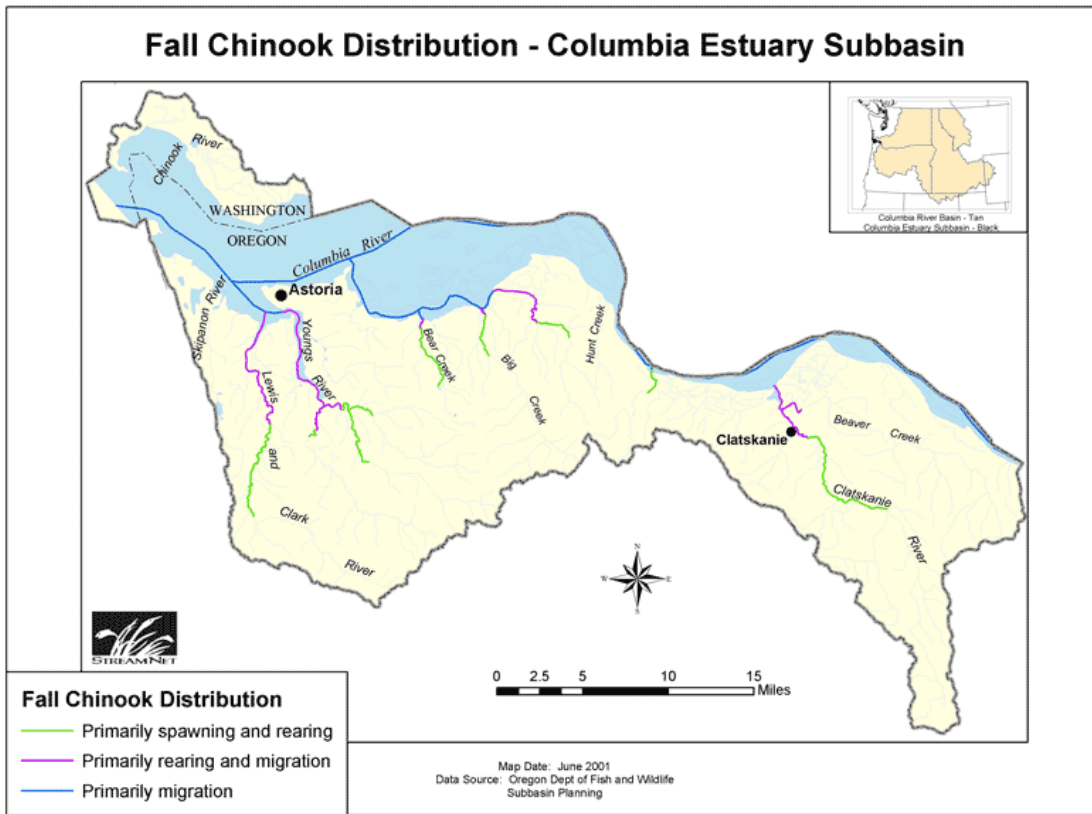 Fall Chinook Distribution - Columbia Estuary Subbasin
Chinook River
WASHINGTON
OREGON
Columbia River
Astoria
Skipanon River
Youngs River
Lewis and Clark River
Bear Creek
Big Creek
Hunt Creek
Clatskanie
Beaver Creek
Clatskanie River
Columbia River Basin - Tan
Columbia Estuary Subbasin - Black
N
W
E
S
STREAMNET
0 2.5 5 10 15
Miles
Fall Chinook Distribution
Primarily spawning and rearing
Primarily rearing and migration
Primarily migration
Map Date: June 2001
Data Source: Oregon Dept of Fish and Wildlife
Subbasin Planning